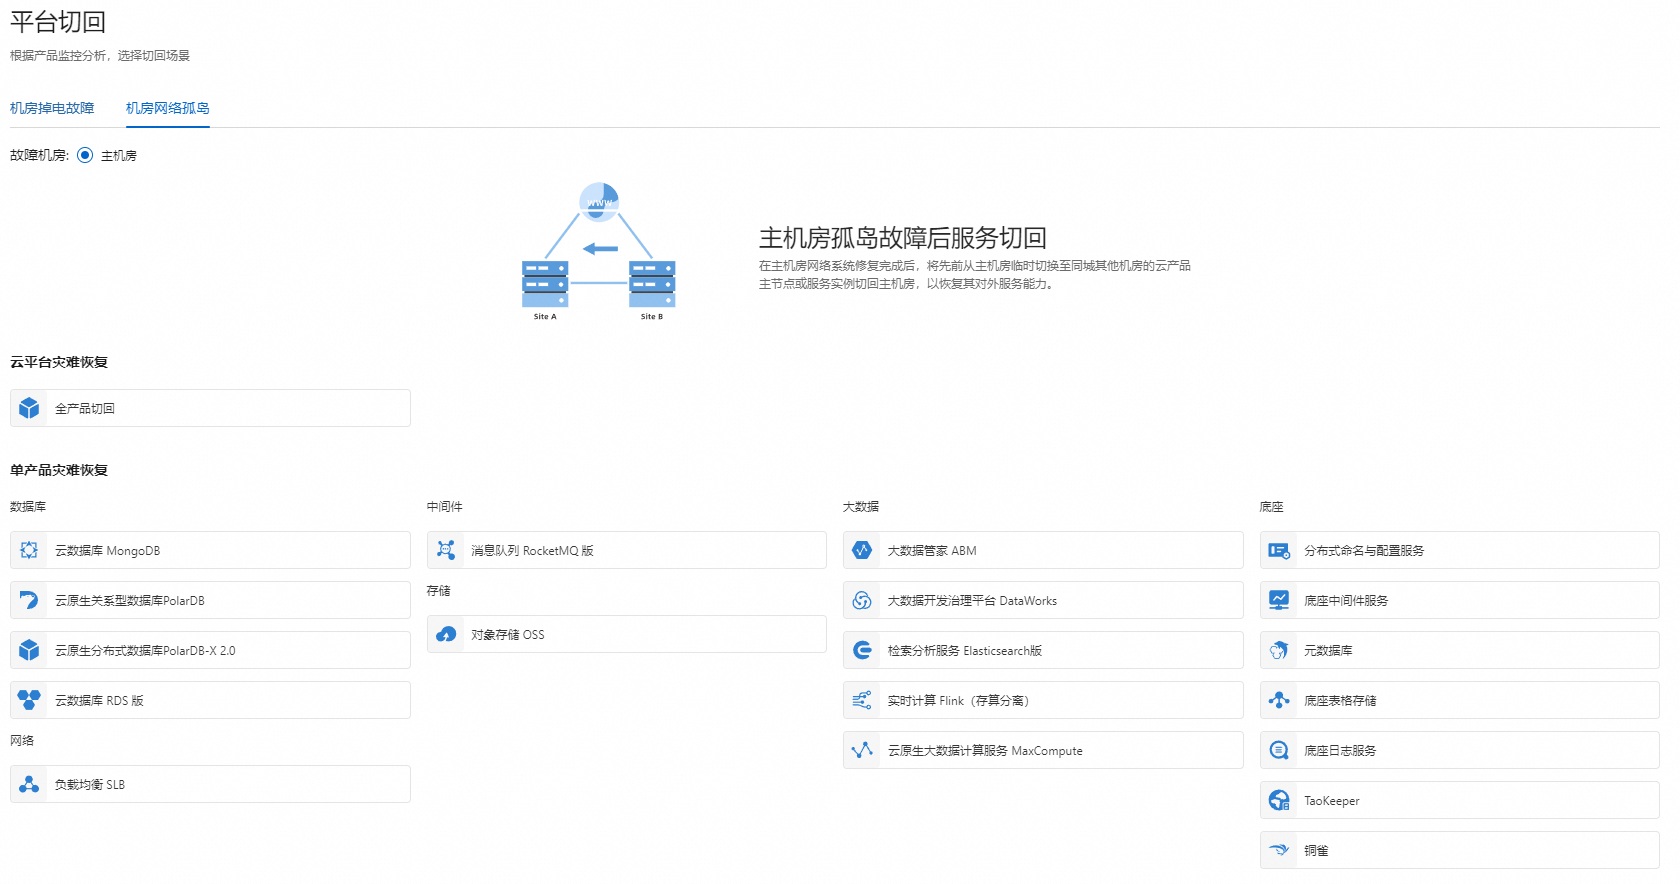 平台切回
根据产品监控分析，选择切回场景
机房掉电故障
机房网络孤岛
故障机房:
主机房
WWW
Site A
Site B
主机房孤岛故障后服务切回
在主机房网络系统修复完成后，将先前从主机房临时切换至同城其他机房的云产品
主节点或服务实例切回主机房，以恢复其对外服务能力。
云平台灾难恢复
全产品切回
单产品灾难恢复
数据库
云数据库 MongoDB
云原生关系型数据库PolarDB
云原生分布式数据库PolarDB-X 2.0
云数据库 RDS 版
网络
负载均衡 SLB
中间件
消息队列 RocketMQ 版
存储
对象存储 OSS
大数据
大数据管家 ABM
大数据开发治理平台 DataWorks
检索分析服务 Elasticsearch版
实时计算 Flink（存算分离）
云原生大数据计算服务 MaxCompute
底座
分布式命名与配置服务
底座中间件服务
元数据库
底座表格存储
底座日志服务
TaoKeeper
铜雀